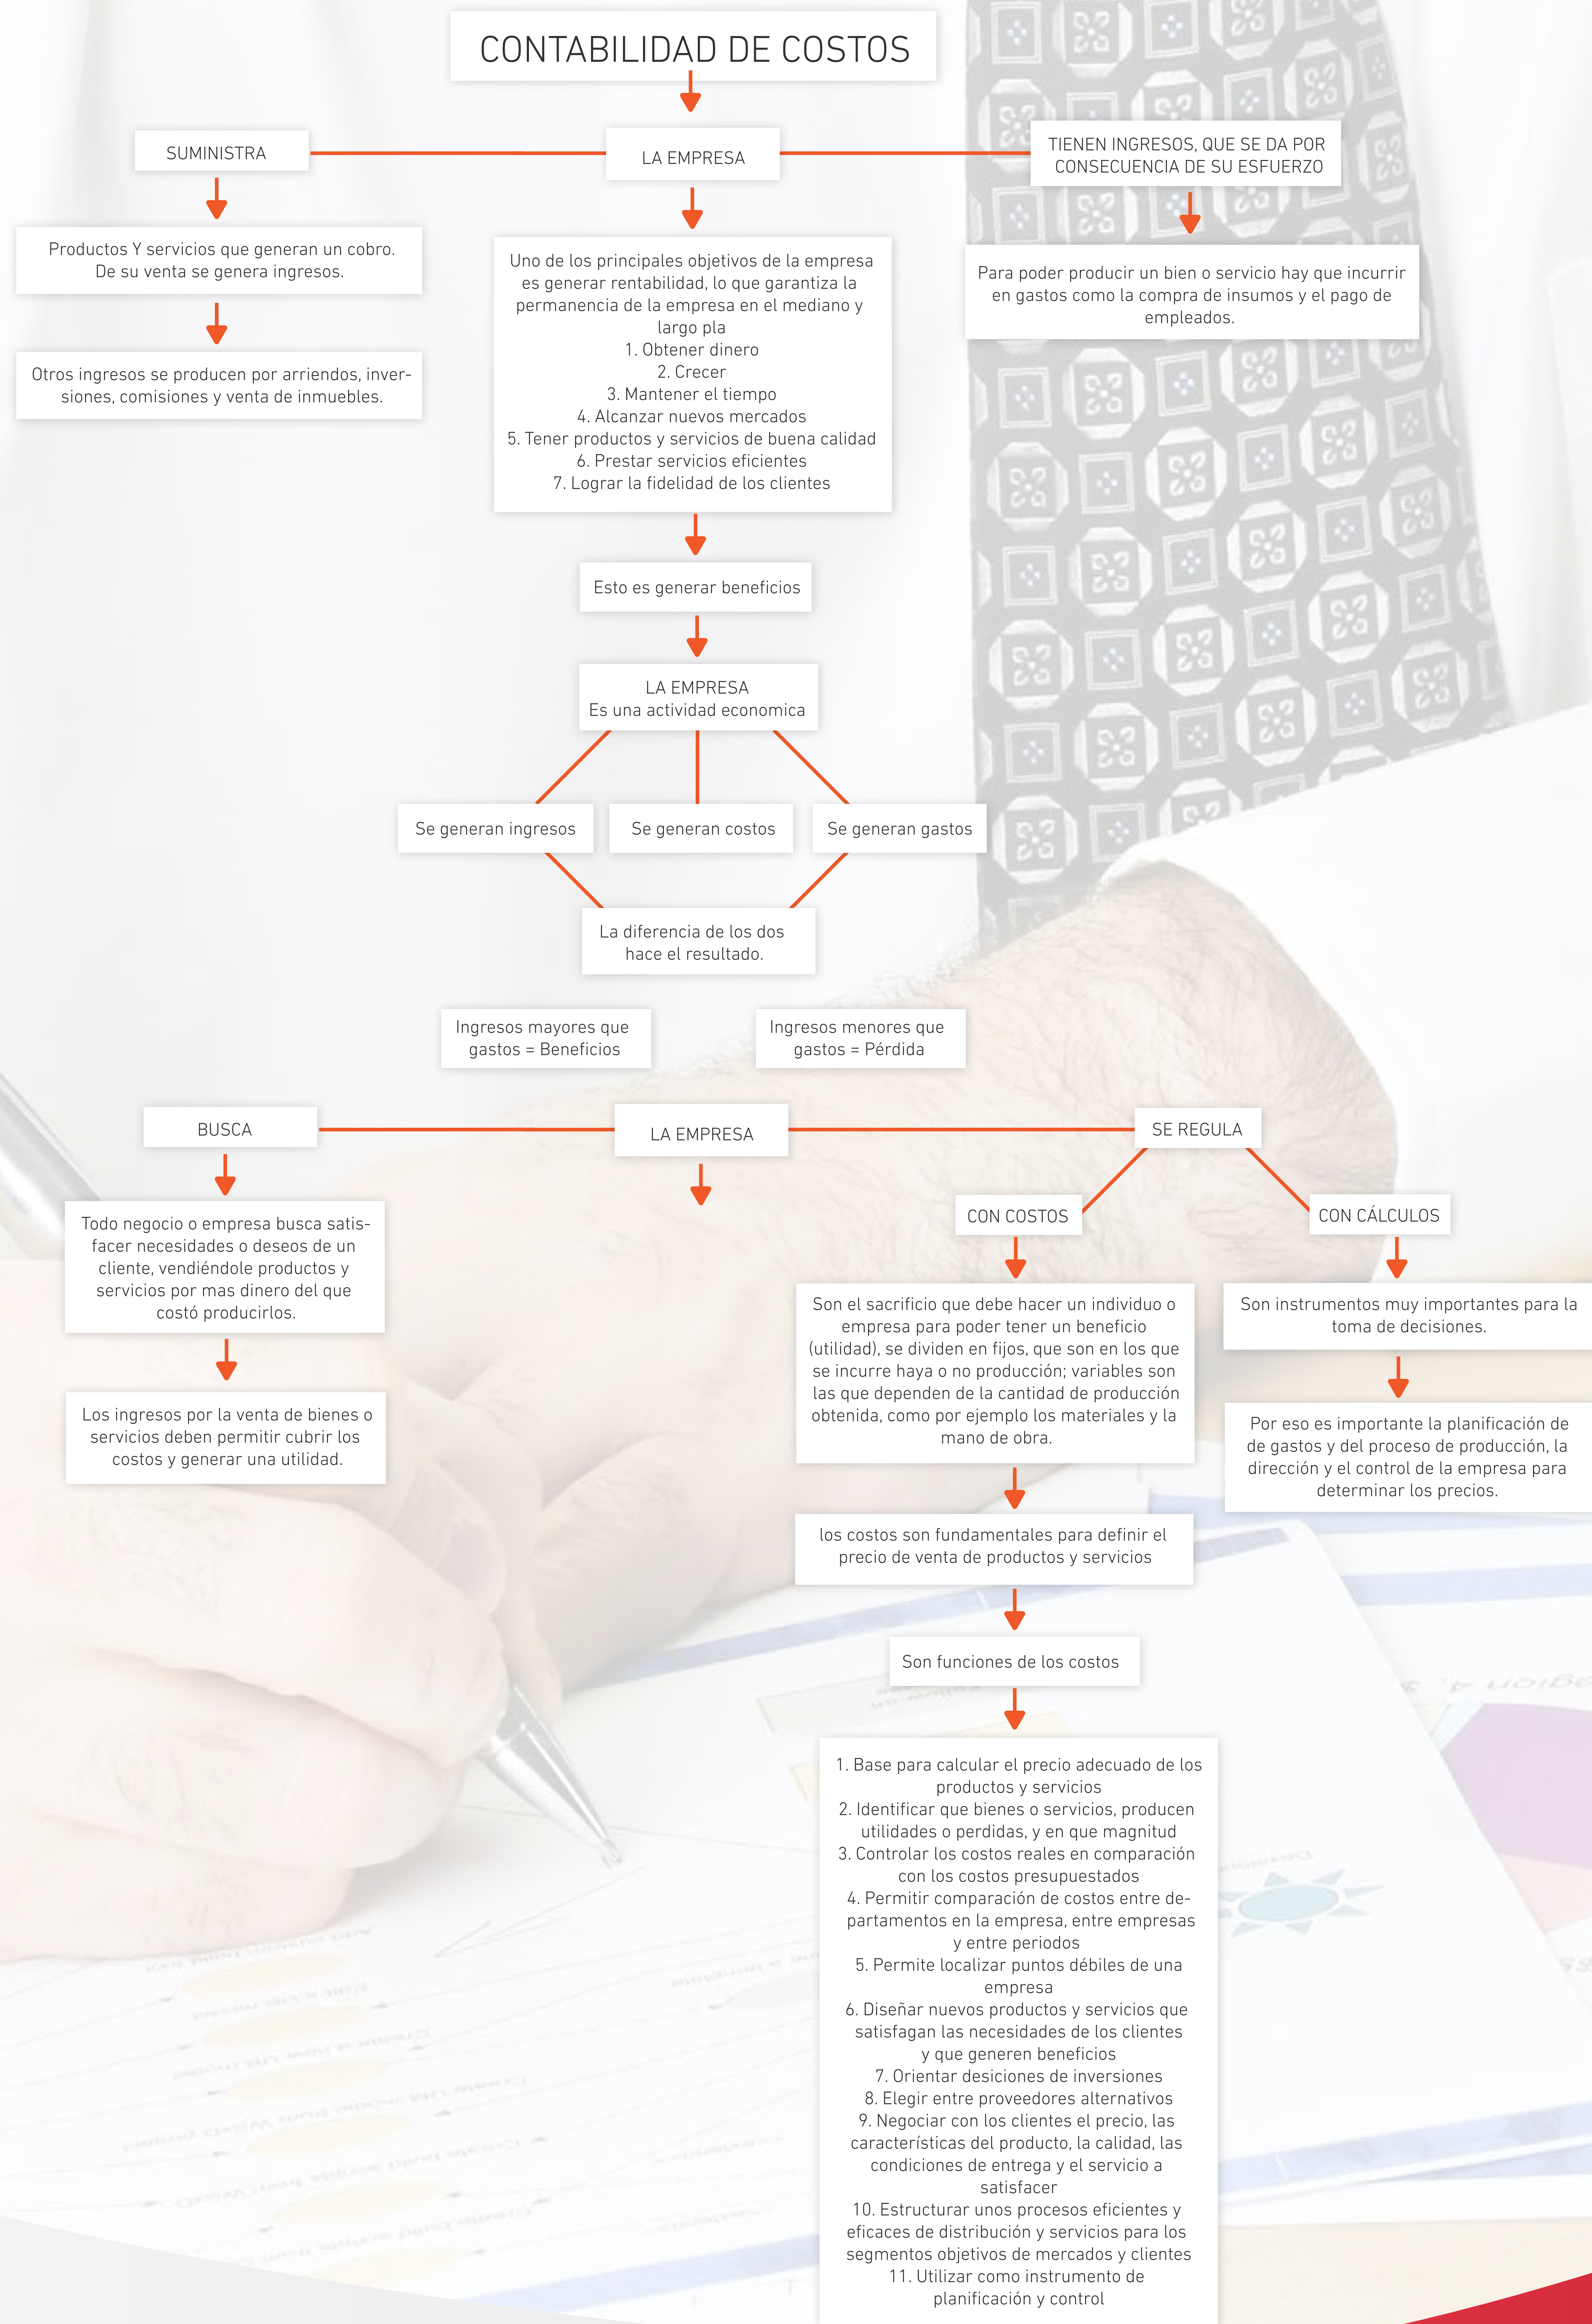 CONTABILIDAD DE COSTOS
SUMINISTRA
LA EMPRESA
TIENEN INGRESOS, QUE SE DA POR
CONSECUENCIA DE SU ESFUERZO
Productos Y servicios que generan un cobro.
De su venta se genera ingresos.
Otros ingresos se producen por arriendos, inver-
siones, comisiones y venta de inmuebles.
Uno de los principales objetivos de la empresa
es generar rentabilidad, lo que garantiza la
permanencia de la empresa en el mediano y
largo pla
1. Obtener dinero
2. Crecer
3. Mantener el tiempo
4. Alcanzar nuevos mercados
5. Tener productos y servicios de buena calidad
6. Prestar servicios eficientes
7. Lograr la fidelidad de los clientes
Para poder producir un bien o servicio hay que incurrir
en gastos como la compra de insumos y el pago de
empleados.
Esto es generar beneficios
LA EMPRESA
Es una actividad economica
Se generan ingresos
Se generan costos
Se generan gastos
La diferencia de los dos
hace el resultado.
Ingresos mayores que
gastos = Beneficios
Ingresos menores que
gastos = Pérdida
BUSCA
LA EMPRESA
SE REGULA
Todo negocio o empresa busca satis-
facer necesidades o deseos de un
cliente, vendiéndole productos y
servicios por mas dinero del que
costó producirlos.
Los ingresos por la venta de bienes o
servicios deben permitir cubrir los
costos y generar una utilidad.
CON COSTOS
CON CÁLCULOS
Son el sacrificio que debe hacer un individuo o
empresa para poder tener un beneficio
(utilidad), se dividen en fijos, que son en los que
se incurre haya o no producción; variables son
las que dependen de la cantidad de producción
obtenida, como por ejemplo los materiales y la
mano de obra.
Son instrumentos muy importantes para la
toma de decisiones.
Por eso es importante la planificación de
de gastos y del proceso de producción, la
dirección y el control de la empresa para
determinar los precios.
los costos son fundamentales para definir el
precio de venta de productos y servicios
Son funciones de los costos
1. Base para calcular el precio adecuado de los
productos y servicios
2. Identificar que bienes o servicios, producen
utilidades o perdidas, y en que magnitud
3. Controlar los costos reales en comparación
con los costos presupuestados
4. Permitir comparación de costos entre de-
partamentos en la empresa, entre empresas
y entre periodos
5. Permite localizar puntos débiles de una
empresa
6. Diseñar nuevos productos y servicios que
satisfagan las necesidades de los clientes
y que generen beneficios
7. Orientar desiciones de inversiones
8. Elegir entre proveedores alternativos
9. Negociar con los clientes el precio, las
características del producto, la calidad, las
condiciones de entrega y el servicio a
satisfacer
10. Estructurar unos procesos eficientes y
eficaces de distribución y servicios para los
segmentos objetivos de mercados y clientes
11. Utilizar como instrumento de
planificación y control